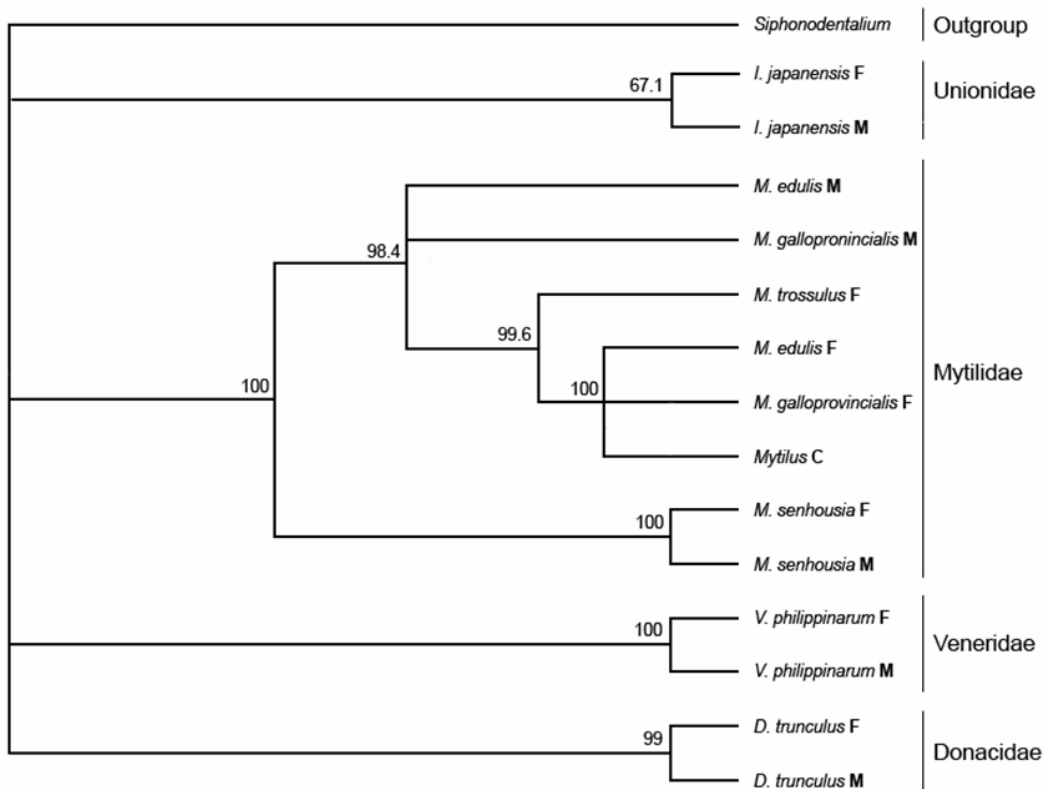 Siphonodentalium Outgroup
67.1
I. japanensis F
Unionidae
I. japanensis M
M. edulis M
M. gallopronincialis M
98.4
M. trossulus F
99.6
M. edulis F
Mytilidae
100
100
M. galloprovincialis F
Mytilus C
M. senhousia F
100
M. senhousia M
V. philippinarum F
100
Veneridae
V. philippinarum M
D. trunculus F
99
Donacidae
D. trunculus M